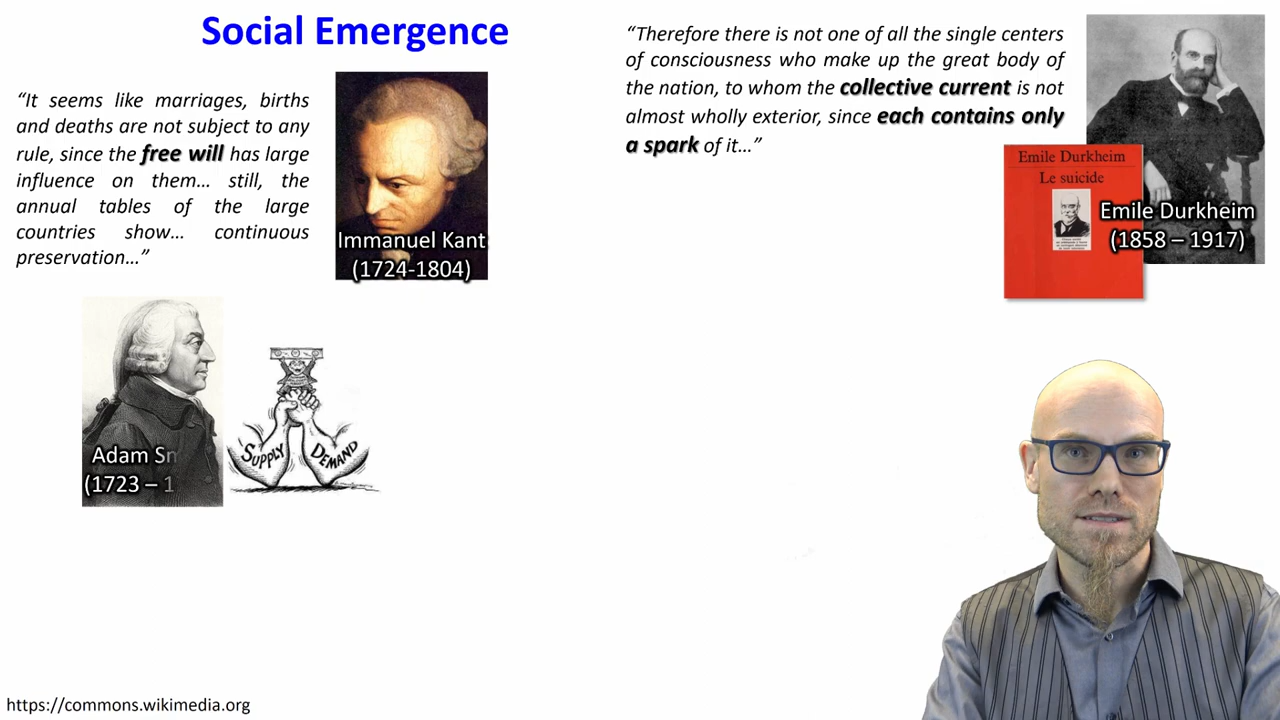 Social Emergence
“It seems like marriages, births
and deaths are not subject to any
rule, since the free will has large
influence on them… still, the
annual tables of the large
countries show… continuous
preservation…”
Immanuel Kant
(1724-1804)
“Therefore there is not one of all the single centers
of consciousness who make up the great body of
the nation, to whom the collective current is not
almost wholly exterior, since each contains only
a spark of it…”
Emile Durkheim
Le suicide
Emile Durkheim
(1858 – 1917)
Adam Sm
(1723 – 1
SUPPLY
DEMAND
https://commons.wikimedia.org